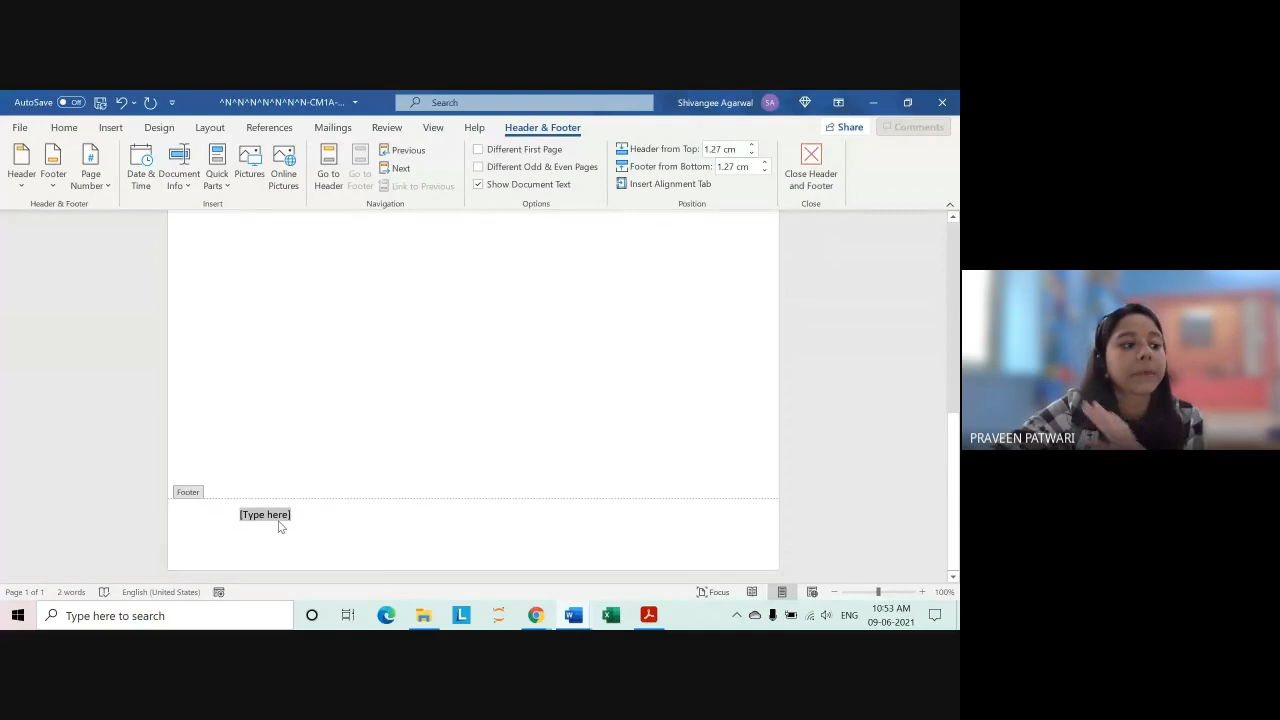 AutoSave Off ^N^N^N^N^N^N^N-CM1A-... Search Shivangee Agarwal SA
File Home Insert Design Layout References Mailings Review View Help Header & Footer Share Comments
Header Footer Page Number
Header & Footer
Date & Time Document Info Quick Parts Pictures Online Pictures
Insert
Go to Header Go to Footer Previous Next Link to Previous
Navigation
Different First Page
Different Odd & Even Pages
Show Document Text
Options
Header from Top: 1.27 cm
Footer from Bottom: 1.27 cm
Insert Alignment Tab
Position
Close Header and Footer
Close
Footer
[Type here]
PRAVEEN PATWARI
Page 1 of 1 2 words English (United States) Focus 100%
Type here to search L ENG 10:53 AM
09-06-2021